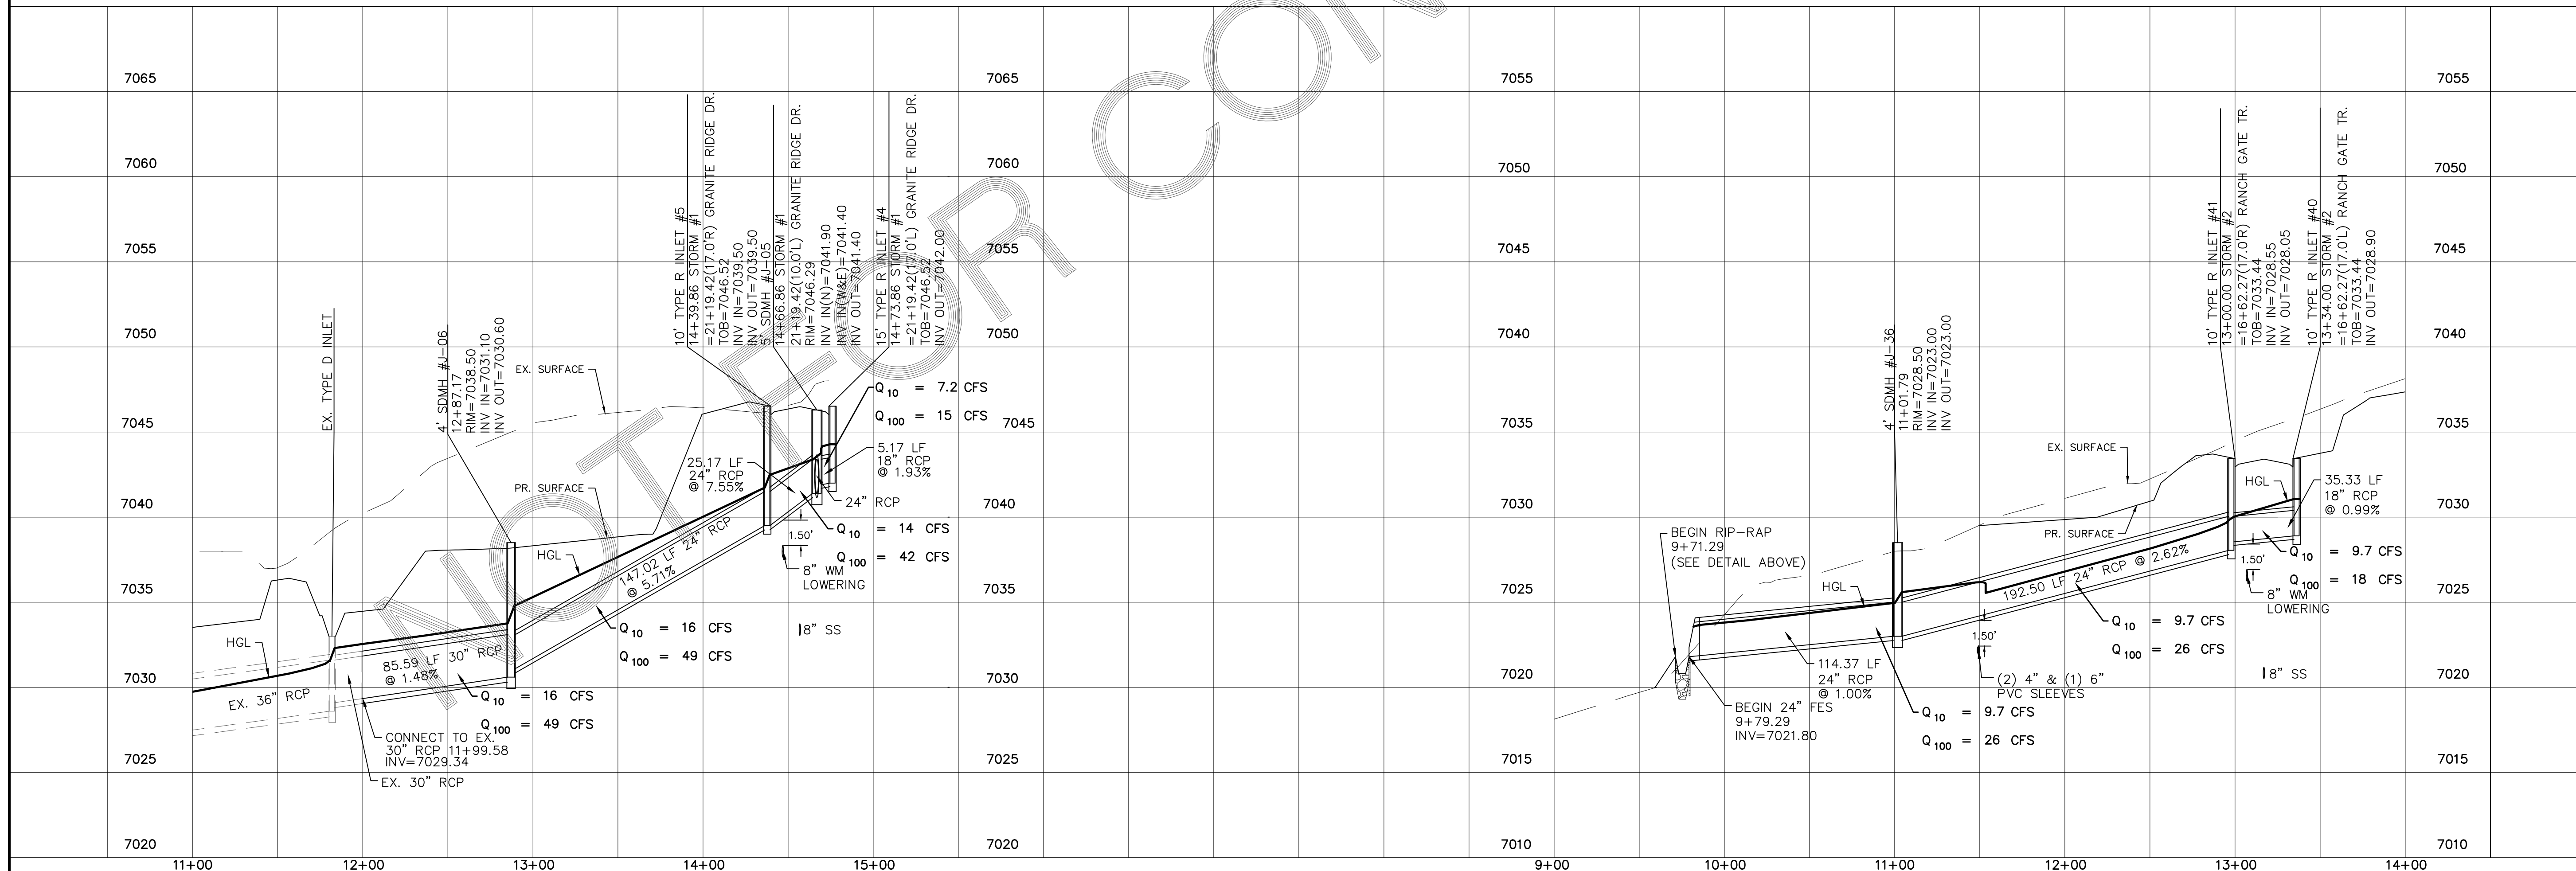 NOT FOR CON
7065
7060
7055
7050
7045
7040
7035
7030
7025
7020
11+00
12+00
13+00
14+00
15+00
7065
7060
7055
7050
7045
7040
7035
7030
7025
7020
EX. TYPE D INLET
4' SDMH #J-06
12+87.17
RIM=7038.50
INV IN=7031.10
INV OUT=7030.60
10' TYPE R INLET #5
14+39.86 STORM #1
=21+19.42(17.0'R) GRANITE RIDGE DR.
TOB=7046.52
INV IN=7039.50
INV OUT=7039.50
5' SDMH #J-05
14+66.86 STORM #1
21+19.42(10.0'L) GRANITE RIDGE DR.
RIM=7046.29
INV IN(N)=7041.90
INV IN(W&E)=7041.40
INV OUT=7041.40
15' TYPE R INLET #4
14+73.86 STORM #1
=21+19.42(17.0'L) GRANITE RIDGE DR.
TOB=7046.52
INV OUT=7042.00
EX. SURFACE
PR. SURFACE
HGL
HGL
Q10 = 7.2 CFS
Q100 = 15 CFS
25.17 LF
24" RCP
@ 7.55%
5.17 LF
18" RCP
@ 1.93%
24" RCP
Q10 = 14 CFS
Q100 = 42 CFS
1.50'
8" WM
LOWERING
147.02 LF 24" RCP
@ 5.71%
Q10 = 16 CFS
Q100 = 49 CFS
8" SS
85.59 LF 30" RCP
@ 1.48%
EX. 36" RCP
Q10 = 16 CFS
Q100 = 49 CFS
CONNECT TO EX.
30" RCP 11+99.58
INV=7029.34
EX. 30" RCP
7055
7050
7045
7040
7035
7030
7025
7020
7015
7010
9+00
10+00
11+00
12+00
13+00
14+00
7055
7050
7045
7040
7035
7030
7025
7020
7015
7010
4' SDMH #J-36
11+01.79
RIM=7028.50
INV IN=7023.00
INV OUT=7023.00
10' TYPE R INLET #41
13+00.00 STORM #2
=16+62.27(17.0'R) RANCH GATE TR.
TOB=7033.44
INV IN=7028.55
INV OUT=7028.05
10' TYPE R INLET #40
13+34.00 STORM #2
=16+62.27(17.0'L) RANCH GATE TR.
TOB=7033.44
INV OUT=7028.90
EX. SURFACE
PR. SURFACE
HGL
HGL
35.33 LF
18" RCP
@ 0.99%
Q10 = 9.7 CFS
Q100 = 18 CFS
1.50'
8" WM
LOWERING
BEGIN RIP-RAP
9+71.29
(SEE DETAIL ABOVE)
192.50 LF 24" RCP @ 2.62%
Q10 = 9.7 CFS
Q100 = 26 CFS
8" SS
1.50'
(2) 4" & (1) 6"
PVC SLEEVES
114.37 LF
24" RCP
@ 1.00%
Q10 = 9.7 CFS
Q100 = 26 CFS
BEGIN 24" FES
9+79.29
INV=7021.80